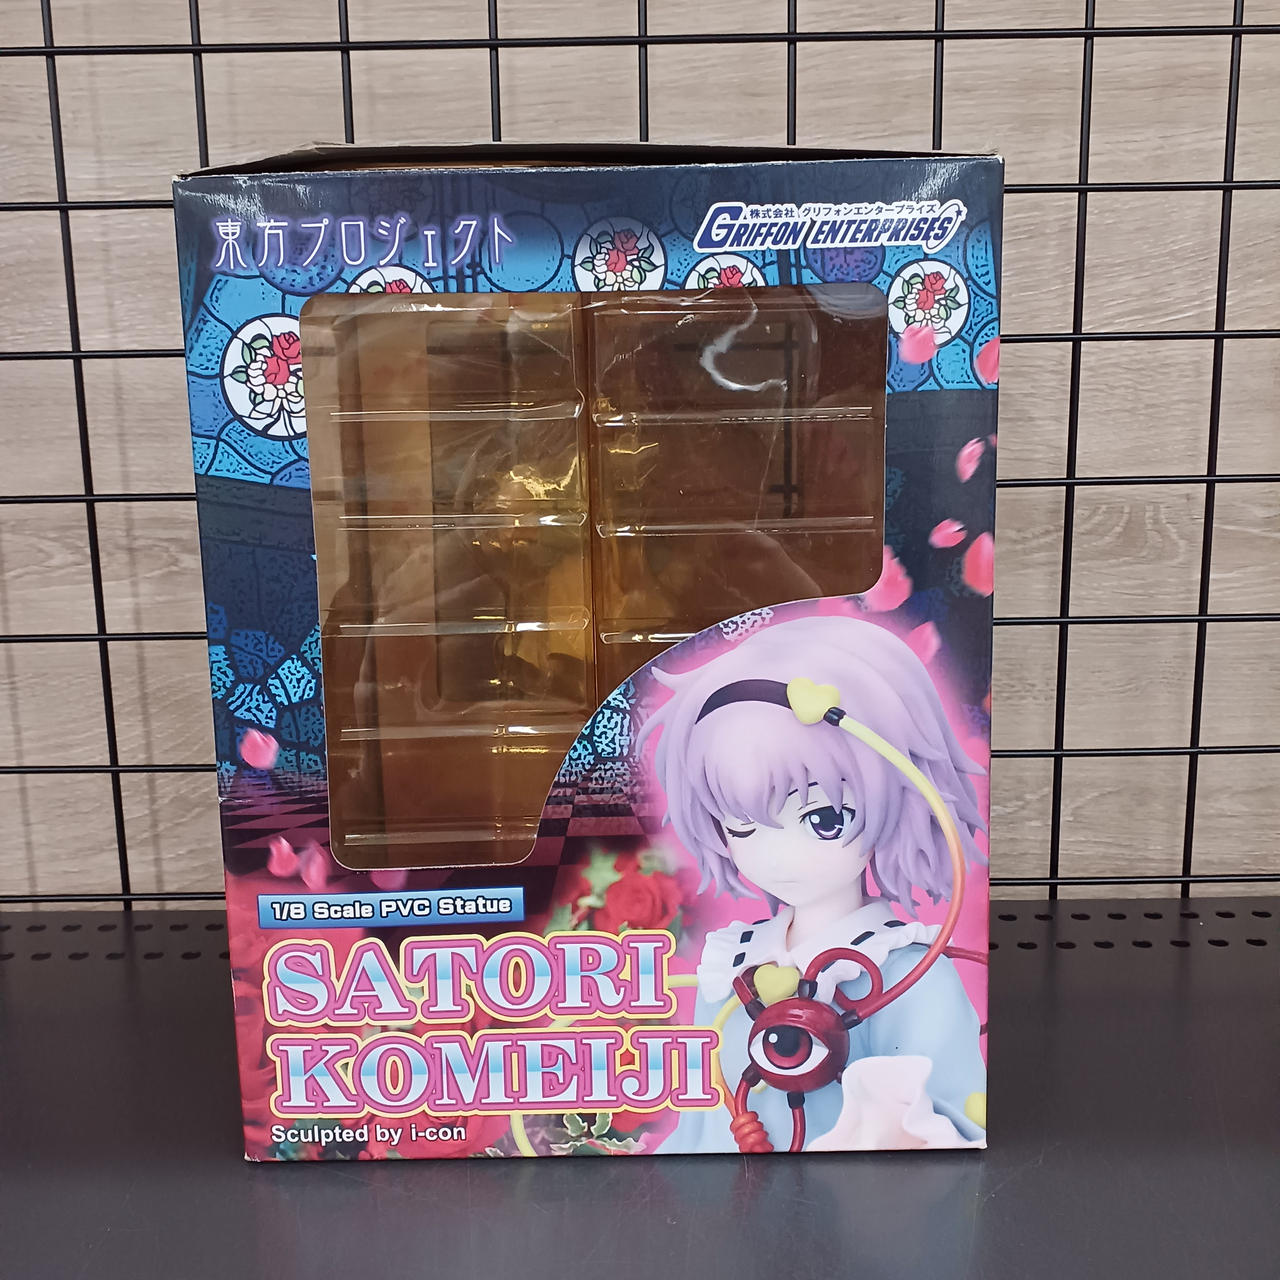 東方プロジェクト
株式会社 グリフォンエンタープライズ
GRIFFON ENTERPRISES
1/8 Scale PVC Statue
SATORI
KOMEIJI
Sculpted by i-con